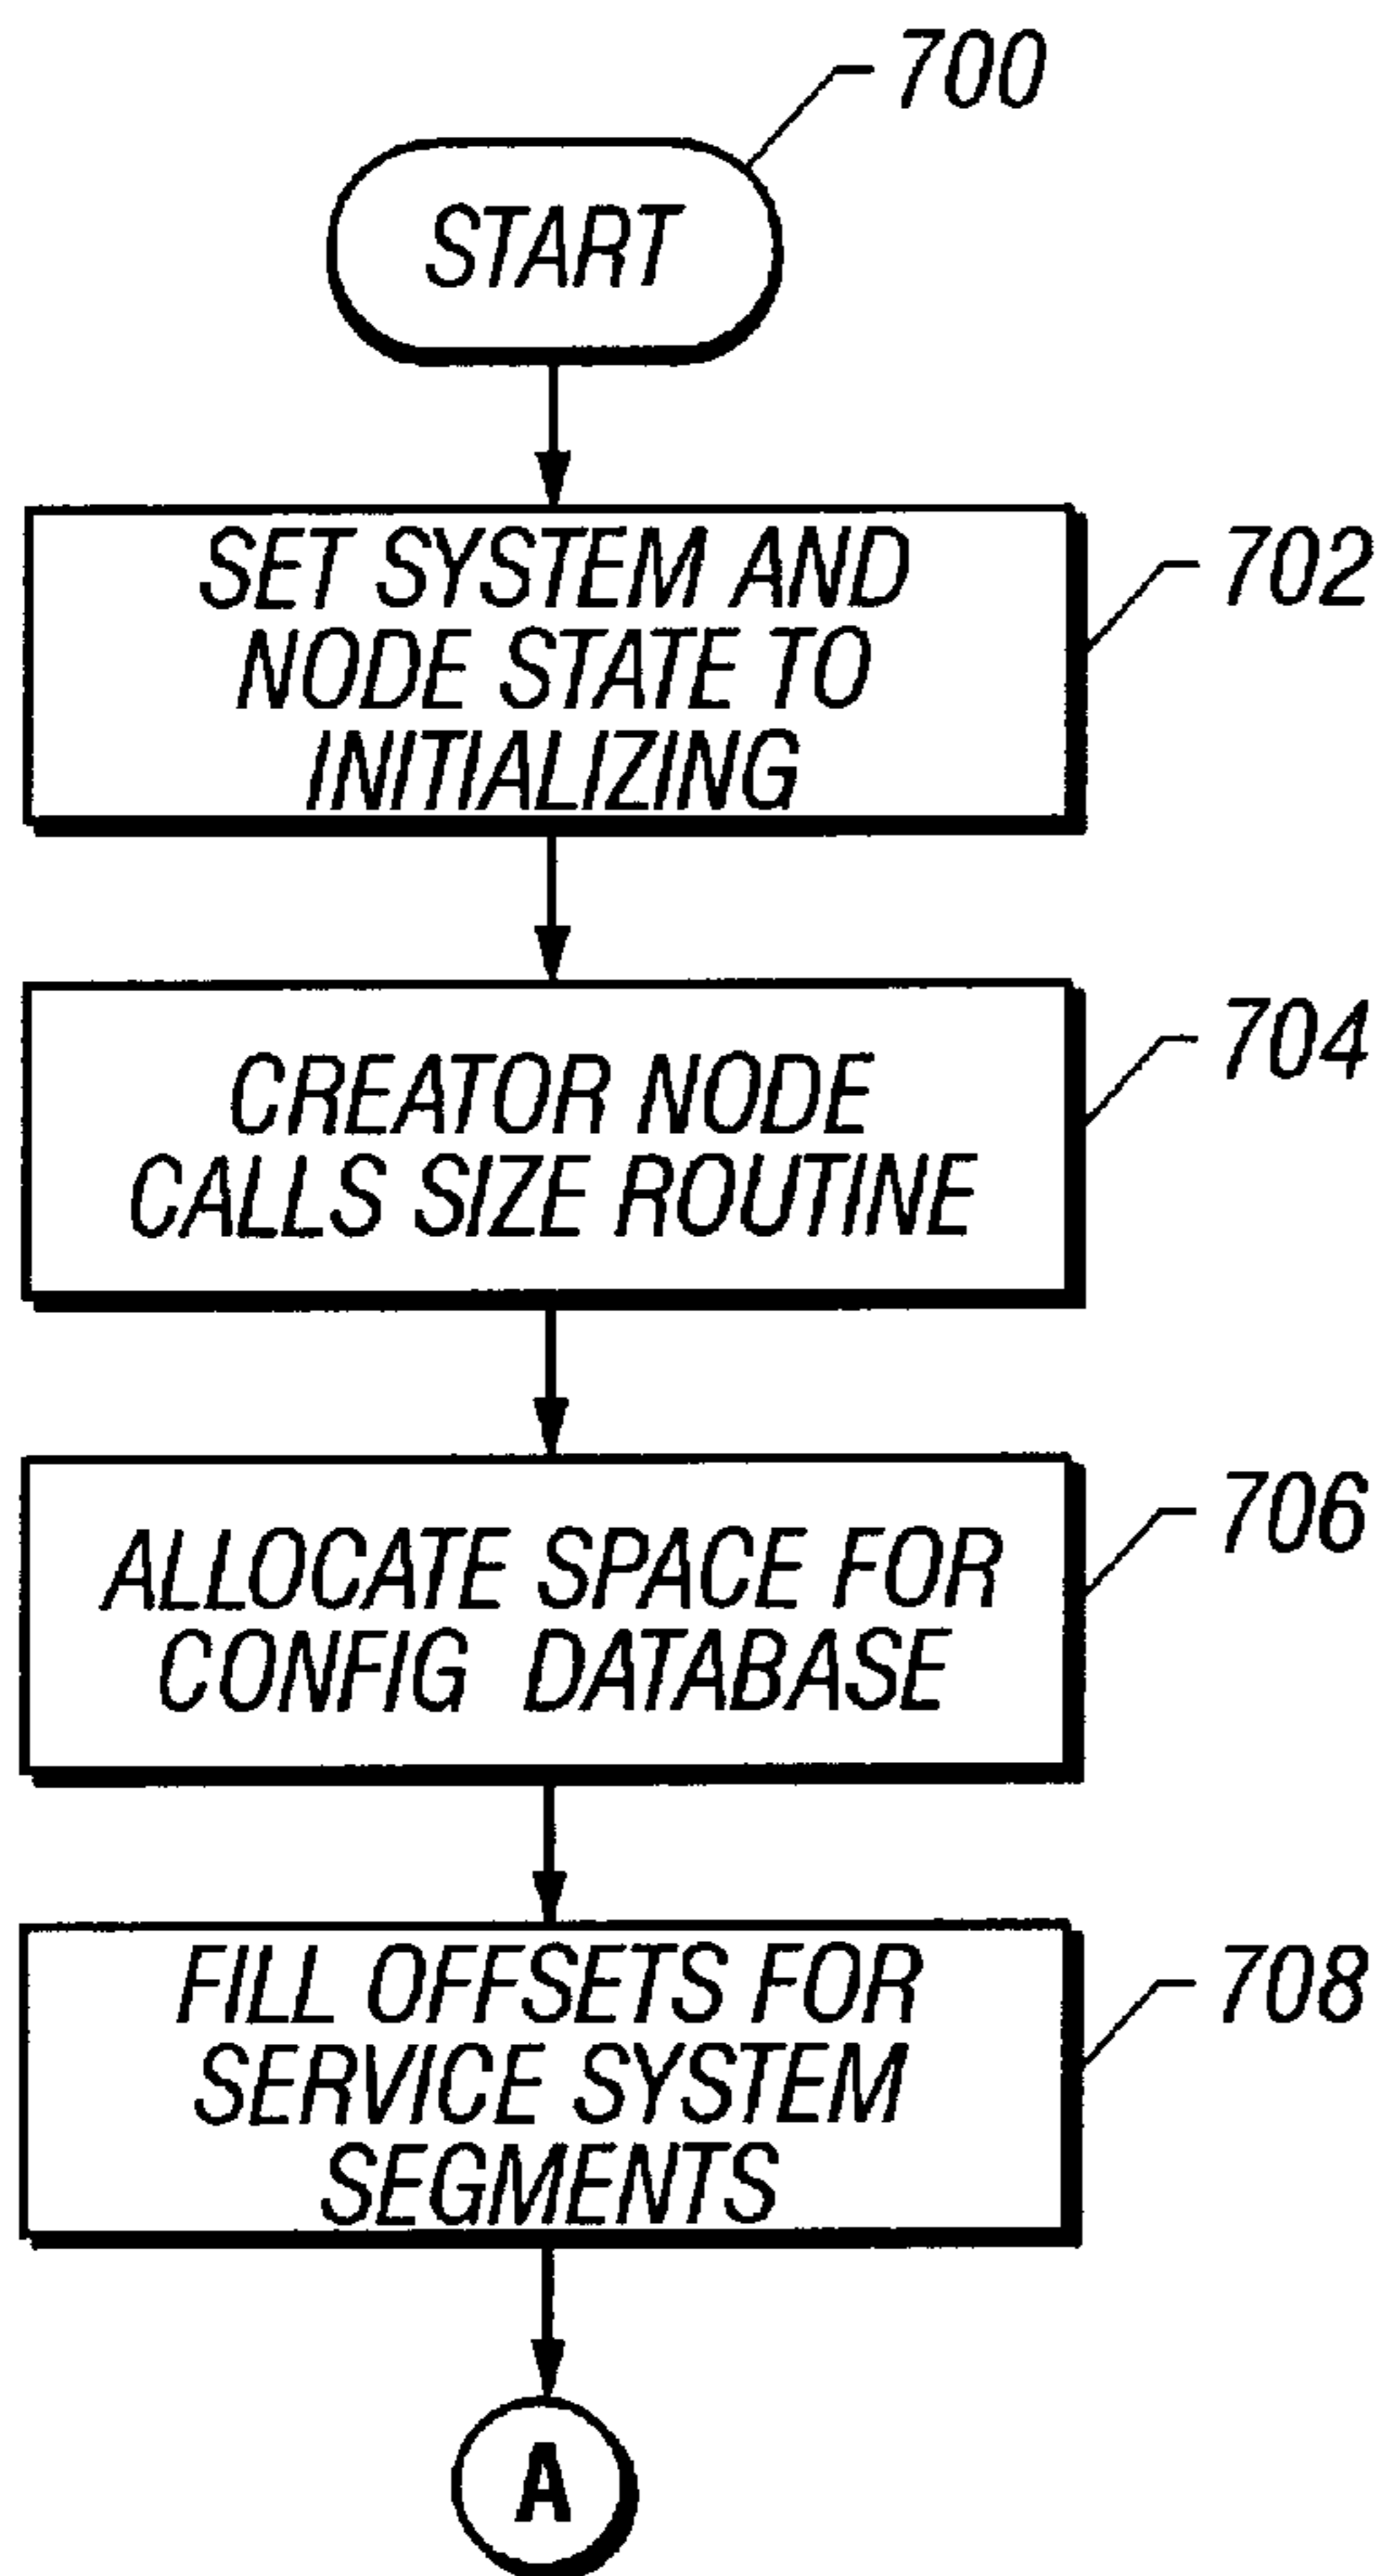 700
START
SET SYSTEM AND
NODE STATE TO
INITIALIZING
702
CREATOR NODE
CALLS SIZE ROUTINE
704
ALLOCATE SPACE FOR
CONFIG DATABASE
706
FILL OFFSETS FOR
SERVICE SYSTEM
SEGMENTS
708
A